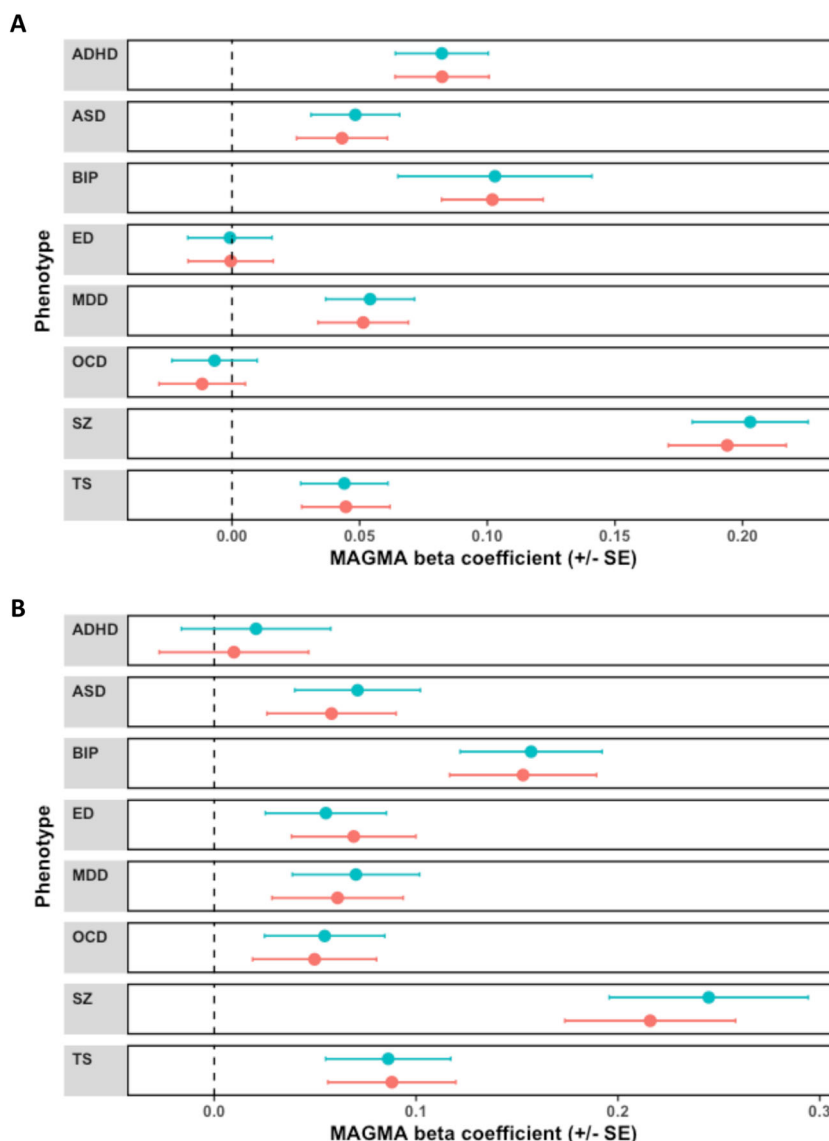 A
ADHD
ASD
BIP
ED
MDD
OCD
SZ
TS
Phenotype
0.00 0.05 0.10 0.15 0.20
MAGMA beta coefficient (+/- SE)
B
ADHD
ASD
BIP
ED
MDD
OCD
SZ
TS
Phenotype
0.0 0.1 0.2 0.3
MAGMA beta coefficient (+/- SE)